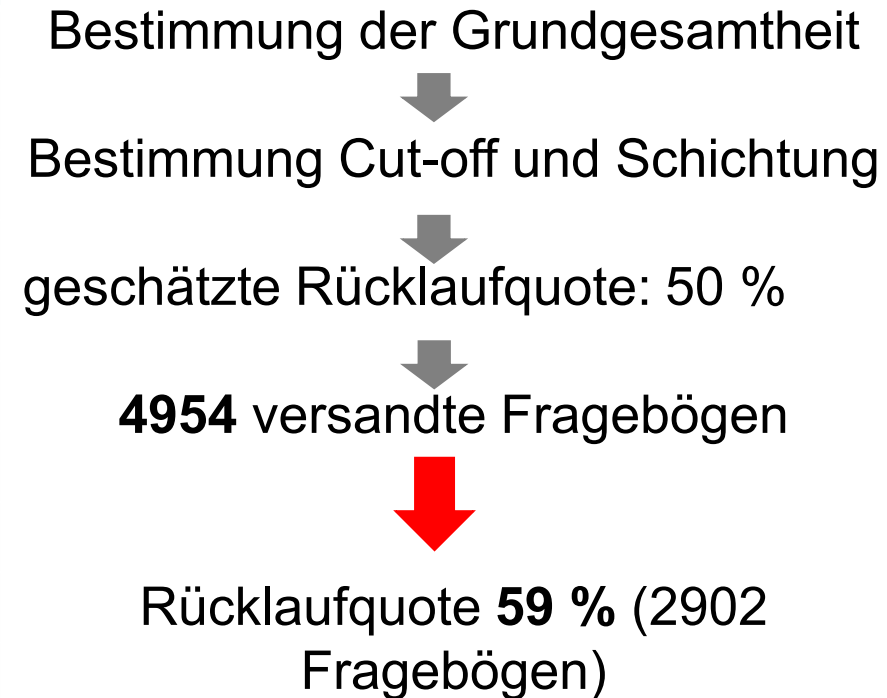 Bestimmung der Grundgesamtheit
Bestimmung Cut-off und Schichtung
geschätzte Rücklaufquote: 50 %
4954 versandte Fragebögen
Rücklaufquote 59 % (2902
Fragebögen)